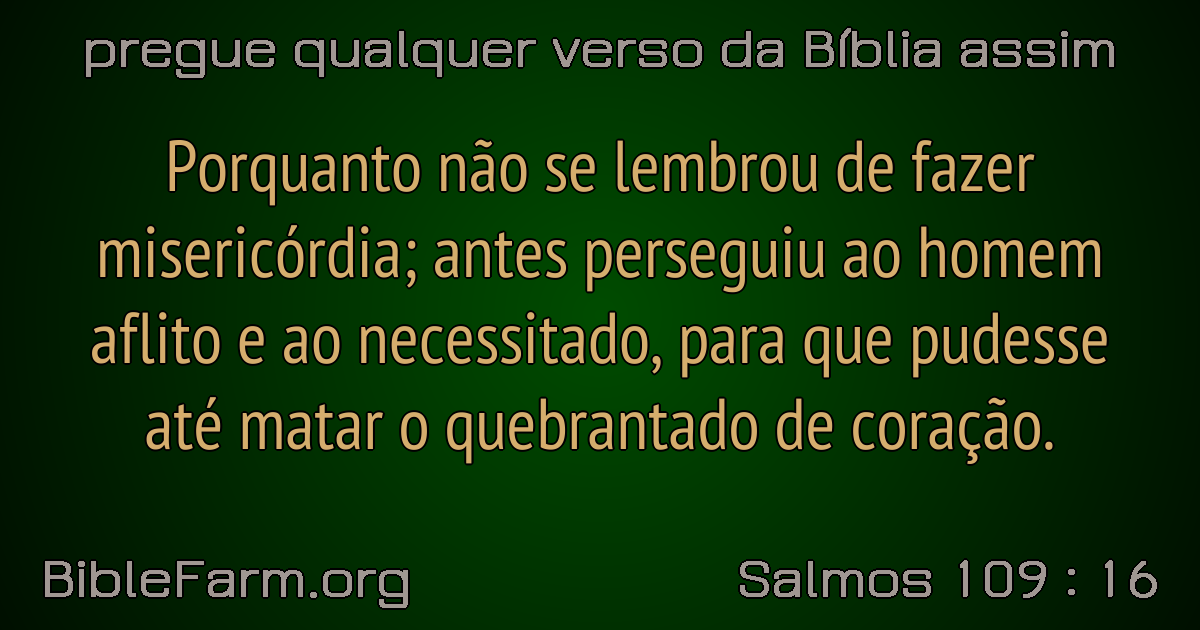 pregue qualquer verso da Bíblia assim
Porquanto não se lembrou de fazer
misericórdia; antes perseguiu ao homem
aflito e ao necessitado, para que pudesse
até matar o quebrantado de coração.
BibleFarm.org
Salmos 109 : 16